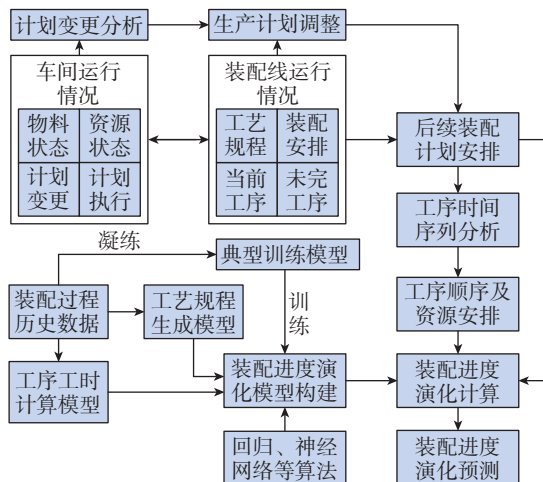 计划变更分析
生产计划调整
车间运行
情况
物料
状态
资源
状态
计划
变更
计划
执行
装配线运行
情况
工艺
规程
装配
安排
当前
工序
未完
工序
后续装配
计划安排
工序时间
序列分析
工序顺序及
资源安排
凝练
典型训练模型
装配过程
历史数据
工艺规程
生成模型
训
练
工序工时
计算模型
装配进度演
化模型构建
装配进度
演化计算
回归、神经
网络等算法
装配进度
演化预测